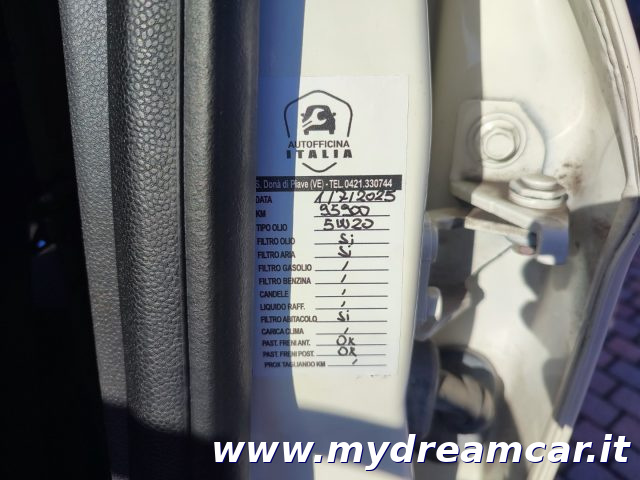 AUTOFFICINA
ITALIA
S. Donà di Piave (VE) - TEL.0421.330744
DATA 1/7/2025
KM 95900
TIPO OLIO 5W20
FILTRO OLIO Si
FILTRO ARIA Si
FILTRO GASOLIO /
FILTRO BENZINA /
CANDELE /
LIQUIDO RAFF. /
FILTRO ABITACOLO Si
CARICA CLIMA /
PAST. FRENI ANT. OK
PAST. FRENI POST. OK
PROX TAGLIANDO KM /
www.mydreamcar.it